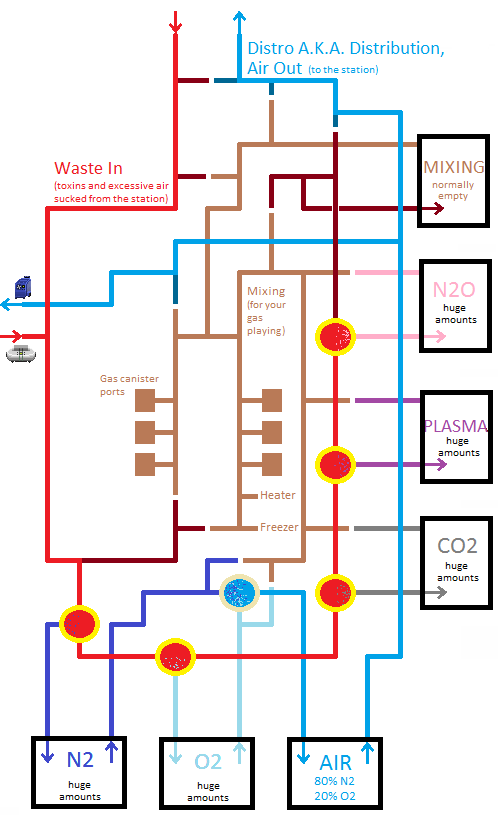 Distro A.K.A. Distribution,
Air Out (to the station)
Waste In
(toxins and excessive air
sucked from the station)
MIXING
normally
empty
Mixing
(for your
gas
playing)
N2O
huge
amounts
Gas canister
ports
PLASMA
huge
amounts
Heater
Freezer
CO2
huge
amounts
N2
huge
amounts
O2
huge
amounts
AIR
80% N2
20% O2